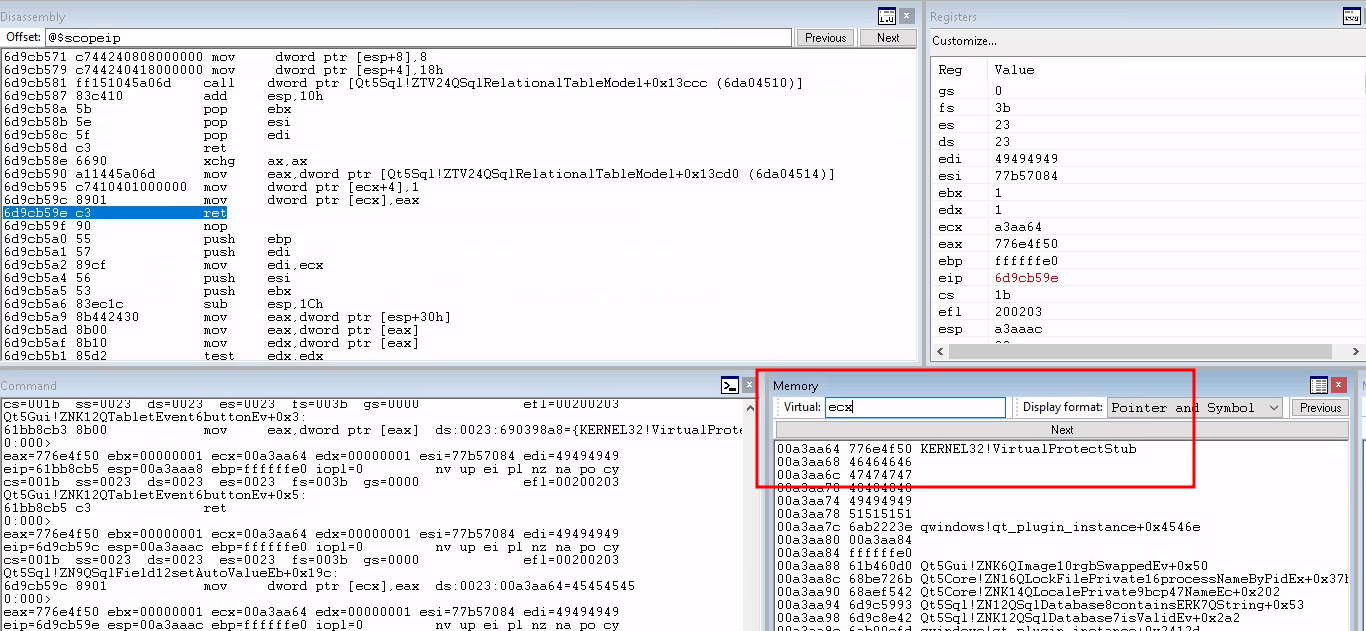 Disassembly
Offset: @$scopeip Previous Next
6d9cb571 c744240808000000 mov dword ptr [esp+8],8
6d9cb579 c744240418000000 mov dword ptr [esp+4],18h
6d9cb581 ff151045a06d call dword ptr [Qt5Sql!ZTV24QSqlRelationalTableModel+0x13ccc (6da04510)]
6d9cb587 83c410 add esp,10h
6d9cb58a 5b pop ebx
6d9cb58b 5e pop esi
6d9cb58c 5f pop edi
6d9cb58d c3 ret
6d9cb58e 6690 xchg ax,ax
6d9cb590 a11445a06d mov eax,dword ptr [Qt5Sql!ZTV24QSqlRelationalTableModel+0x13cd0 (6da04514)]
6d9cb595 c7410401000000 mov dword ptr [ecx+4],1
6d9cb59c 8901 mov dword ptr [ecx],eax
6d9cb59e c3 ret
6d9cb59f 90 nop
6d9cb5a0 55 push ebp
6d9cb5a1 57 push edi
6d9cb5a2 89cf mov edi,ecx
6d9cb5a4 56 push esi
6d9cb5a5 53 push ebx
6d9cb5a6 83ec1c sub esp,1Ch
6d9cb5a9 8b442430 mov eax,dword ptr [esp+30h]
6d9cb5ad 8b00 mov eax,dword ptr [eax]
6d9cb5af 8b10 mov edx,dword ptr [eax]
6d9cb5b1 85d2 test edx,edx
Registers
Customize...
Reg Value
gs 0
fs 3b
es 23
ds 23
edi 49494949
esi 77b57084
ebx 1
edx 1
ecx a3aa64
eax 776e4f50
ebp ffffffe0
eip 6d9cb59e
cs 1b
efl 200203
esp a3aaac
Command
cs=001b ss=0023 ds=0023 es=0023 fs=003b gs=0000 efl=00200203
Qt5Gui!ZNK12QTabletEvent6buttonEv+0x3:
61bb8cb3 8b00 mov eax,dword ptr [eax] ds:0023:690398a8={KERNEL32!VirtualProte
0:000>
eax=776e4f50 ebx=00000001 ecx=00a3aa64 edx=00000001 esi=77b57084 edi=49494949
eip=61bb8cb5 esp=00a3aaa8 ebp=ffffffe0 iopl=0 nv up ei pl nz na po cy
cs=001b ss=0023 ds=0023 es=0023 fs=003b gs=0000 efl=00200203
Qt5Gui!ZNK12QTabletEvent6buttonEv+0x5:
61bb8cb5 c3 ret
0:000>
eax=776e4f50 ebx=00000001 ecx=00a3aa64 edx=00000001 esi=77b57084 edi=49494949
eip=6d9cb59c esp=00a3aaac ebp=ffffffe0 iopl=0 nv up ei pl nz na po cy
cs=001b ss=0023 ds=0023 es=0023 fs=003b gs=0000 efl=00200203
Qt5Sql!ZN9QSqlField12setAutoValueEb+0x19c:
6d9cb59c 8901 mov dword ptr [ecx],eax ds:0023:00a3aa64=45454545
0:000>
eax=776e4f50 ebx=00000001 ecx=00a3aa64 edx=00000001 esi=77b57084 edi=49494949
eip=6d9cb59e esp=00a3aaac ebp=ffffffe0 iopl=0 nv up ei pl nz na po cy
Memory
Virtual: ecx Display format: Pointer and Symbol Previous
Next
00a3aa64 776e4f50 KERNEL32!VirtualProtectStub
00a3aa68 46464646
00a3aa6c 47474747
00a3aa70 48484848
00a3aa74 49494949
00a3aa78 51515151
00a3aa7c 6ab2223e qwindows!qt_plugin_instance+0x4546e
00a3aa80 00a3aa84
00a3aa84 ffffffe0
00a3aa88 61b460d0 Qt5Gui!ZNK6QImage10rgbSwappedEv+0x50
00a3aa8c 68be726b Qt5Core!ZN16QLockFilePrivate16processNameByPidEx+0x37b
00a3aa90 68aef542 Qt5Core!ZNK14QLocalePrivate9bcp47NameEc+0x202
00a3aa94 6d9c5993 Qt5Sql!ZN12QSqlDatabase8containsERK7QString+0x53
00a3aa98 6d9c8e42 Qt5Sql!ZNK12QSqlDatabase7isValidEv+0x2a2